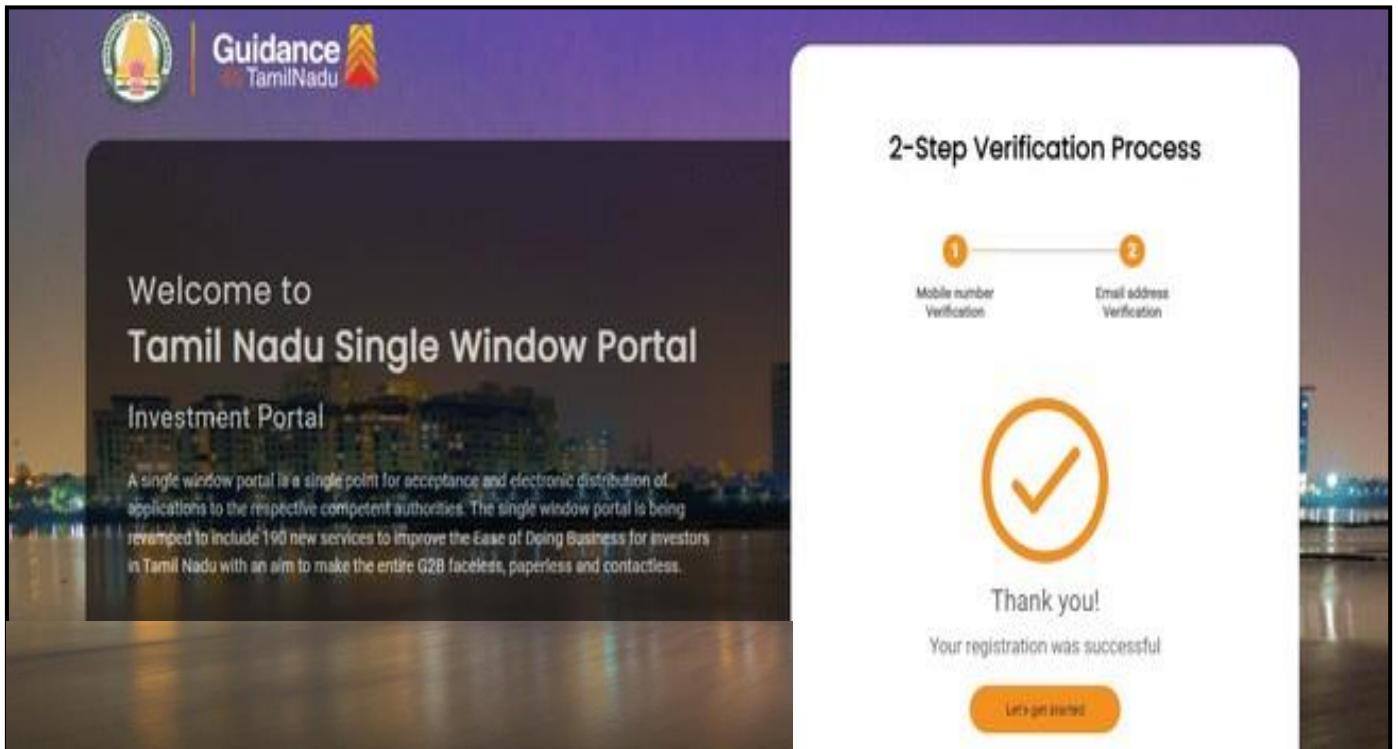 Guidance
TamilNadu
Welcome to
Tamil Nadu Single Window Portal
Investment Portal
A single window portal is a single point for acceptance and electronic distribution of
applications to the respective competent authorities. The single window portal is being
revamped to include 190 new services to improve the Ease of Doing Business for investors
in Tamil Nadu with an aim to make the entire G2B faceless, paperless and contactless.
2-Step Verification Process
1
2
Mobile number
Verification
Email address
Verification
Thank you!
Your registration was successful
Let's get started